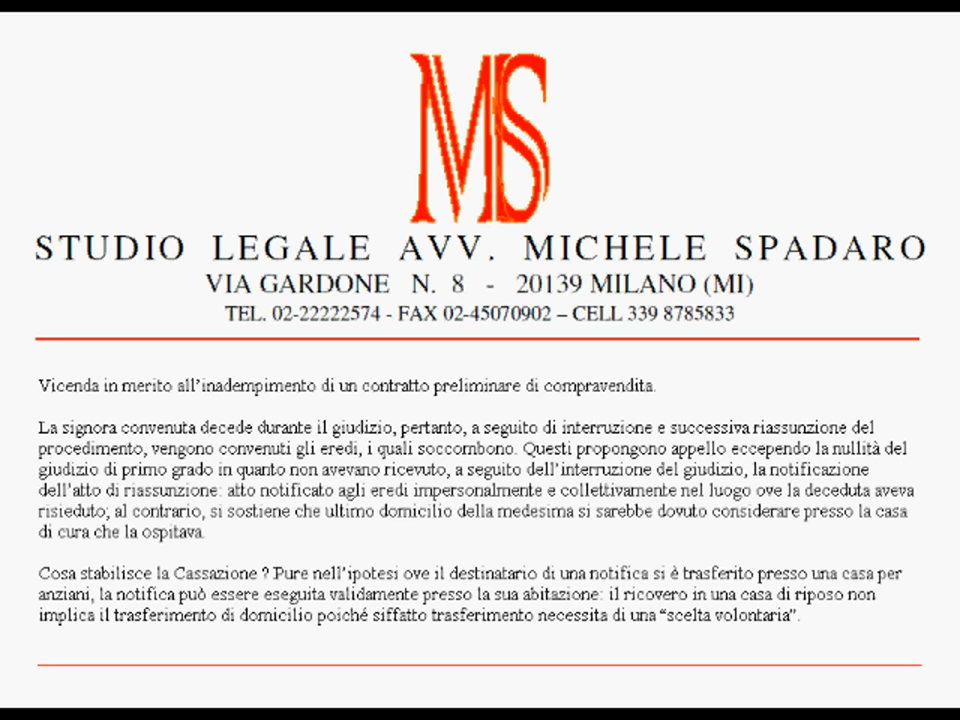 MS
STUDIO LEGALE AVV. MICHELE SPADARO
VIA GARDONE N. 8 - 20139 MILANO (MI)
TEL. 02-22222574 - FAX 02-45070902 – CELL 339 8785833
Vicenda in merito all'inadempimento di un contratto preliminare di compravendita.
La signora convenuta decede durante il giudizio, pertanto, a seguito di interruzione e successiva riassunzione del
procedimento, vengono convenuti gli eredi, i quali soccombono. Questi propongono appello eccependo la nullità del
giudizio di primo grado in quanto non avevano ricevuto, a seguito dell'interruzione del giudizio, la notificazione
dell'atto di riassunzione: atto notificato agli eredi impersonalmente e collettivamente nel luogo ove la deceduta aveva
risieduto; al contrario, si sostiene che ultimo domicilio della medesima si sarebbe dovuto considerare presso la casa
di cura che la ospitava.
Cosa stabilisce la Cassazione ? Pure nell'ipotesi ove il destinatario di una notifica si è trasferito presso una casa per
anziani, la notifica può essere eseguita validamente presso la sua abitazione: il ricovero in una casa di riposo non
implica il trasferimento di domicilio poiché siffatto trasferimento necessita di una "scelta volontaria".